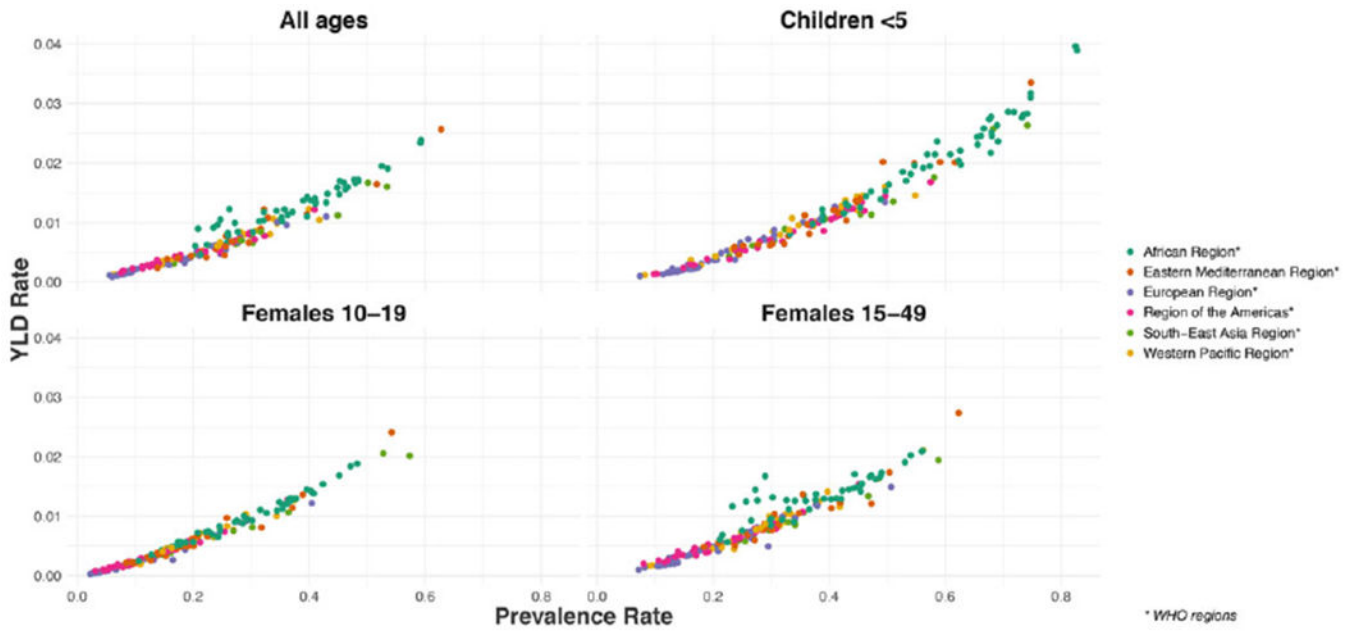 All ages
Children <5
0.04
0.03
0.02
0.01
0.00
Females 10–19
Females 15–49
0.04
0.03
0.02
0.01
0.00
0.0 0.2 0.4 0.6 0.8 0.0 0.2 0.4 0.6 0.8
YLD Rate
Prevalence Rate
African Region*
Eastern Mediterranean Region*
European Region*
Region of the Americas*
South–East Asia Region*
Western Pacific Region*
* WHO regions